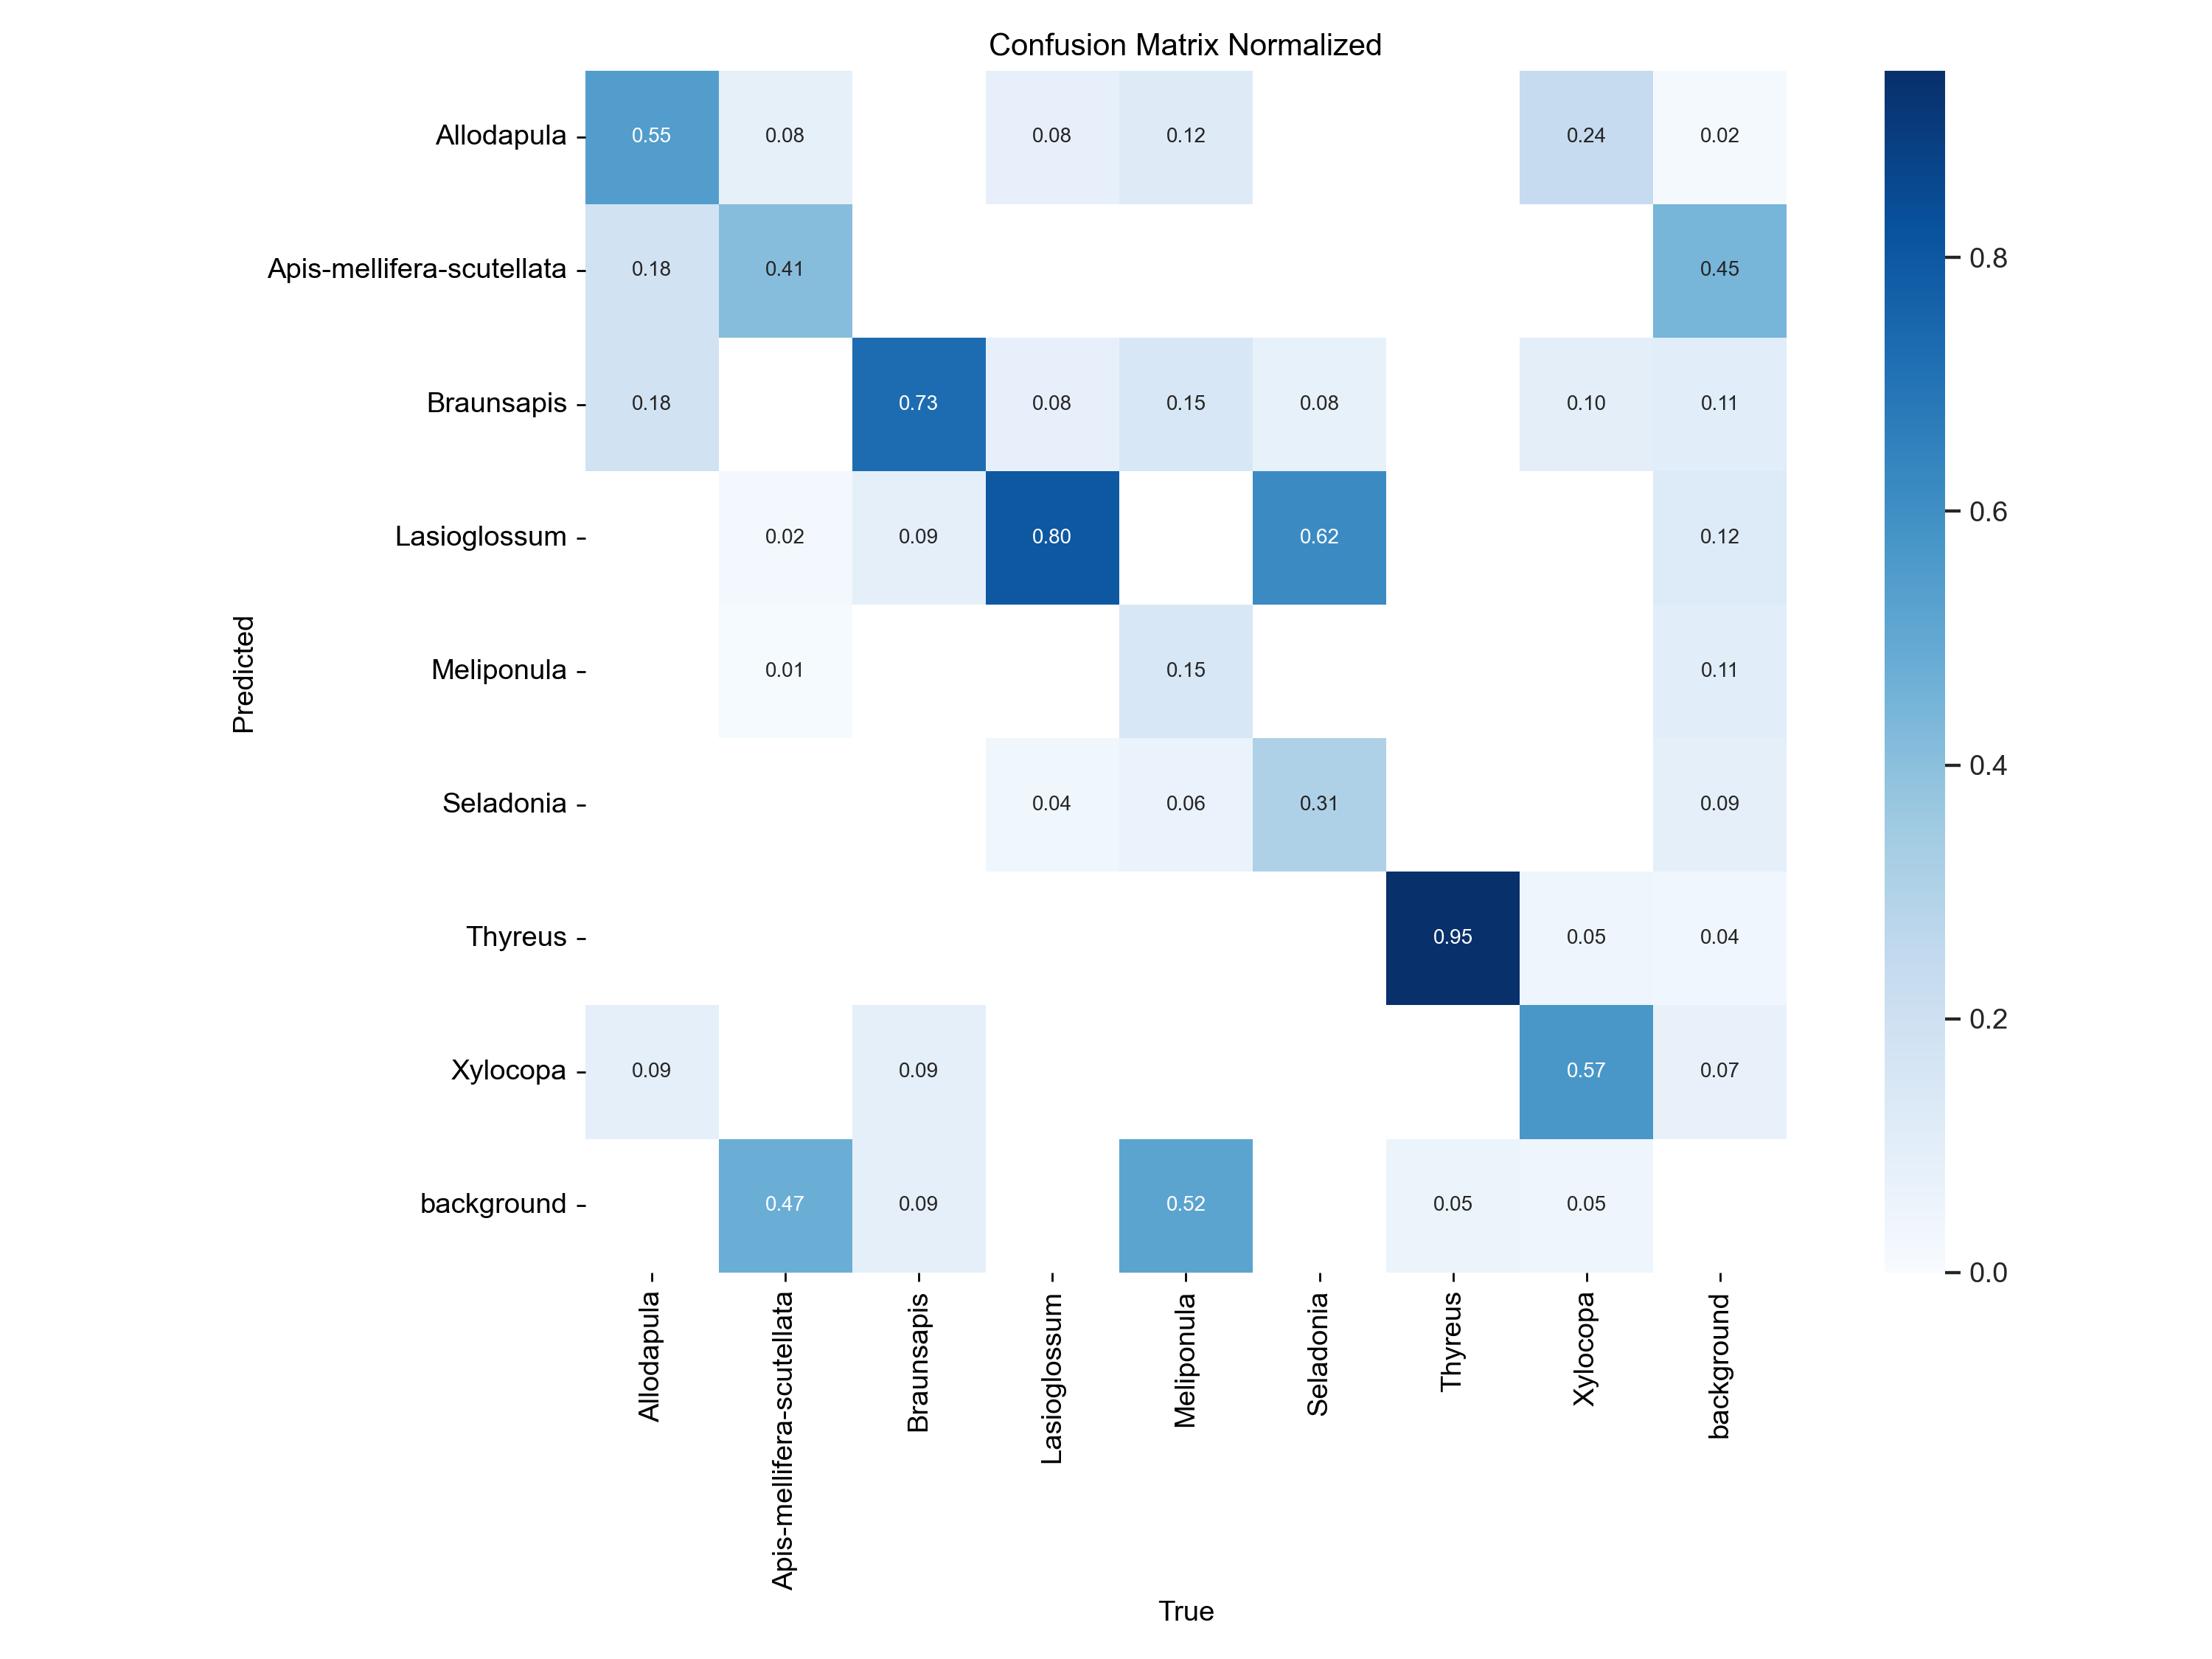 Confusion Matrix Normalized
Allodapula 0.55 0.08 0.08 0.12 0.24 0.02
Apis-mellifera-scutellata 0.18 0.41 0.45
Braunsapis 0.18 0.73 0.08 0.15 0.08 0.10 0.11
Lasioglossum 0.02 0.09 0.80 0.62 0.12
Meliponula 0.01 0.15 0.11
Seladonia 0.04 0.06 0.31 0.09
Thyreus 0.95 0.05 0.04
Xylocopa 0.09 0.09 0.57 0.07
background 0.47 0.09 0.52 0.05 0.05
Predicted
Allodapula
Apis-mellifera-scutellata
Braunsapis
Lasioglossum
Meliponula
Seladonia
Thyreus
Xylocopa
background
True
0.8
0.6
0.4
0.2
0.0